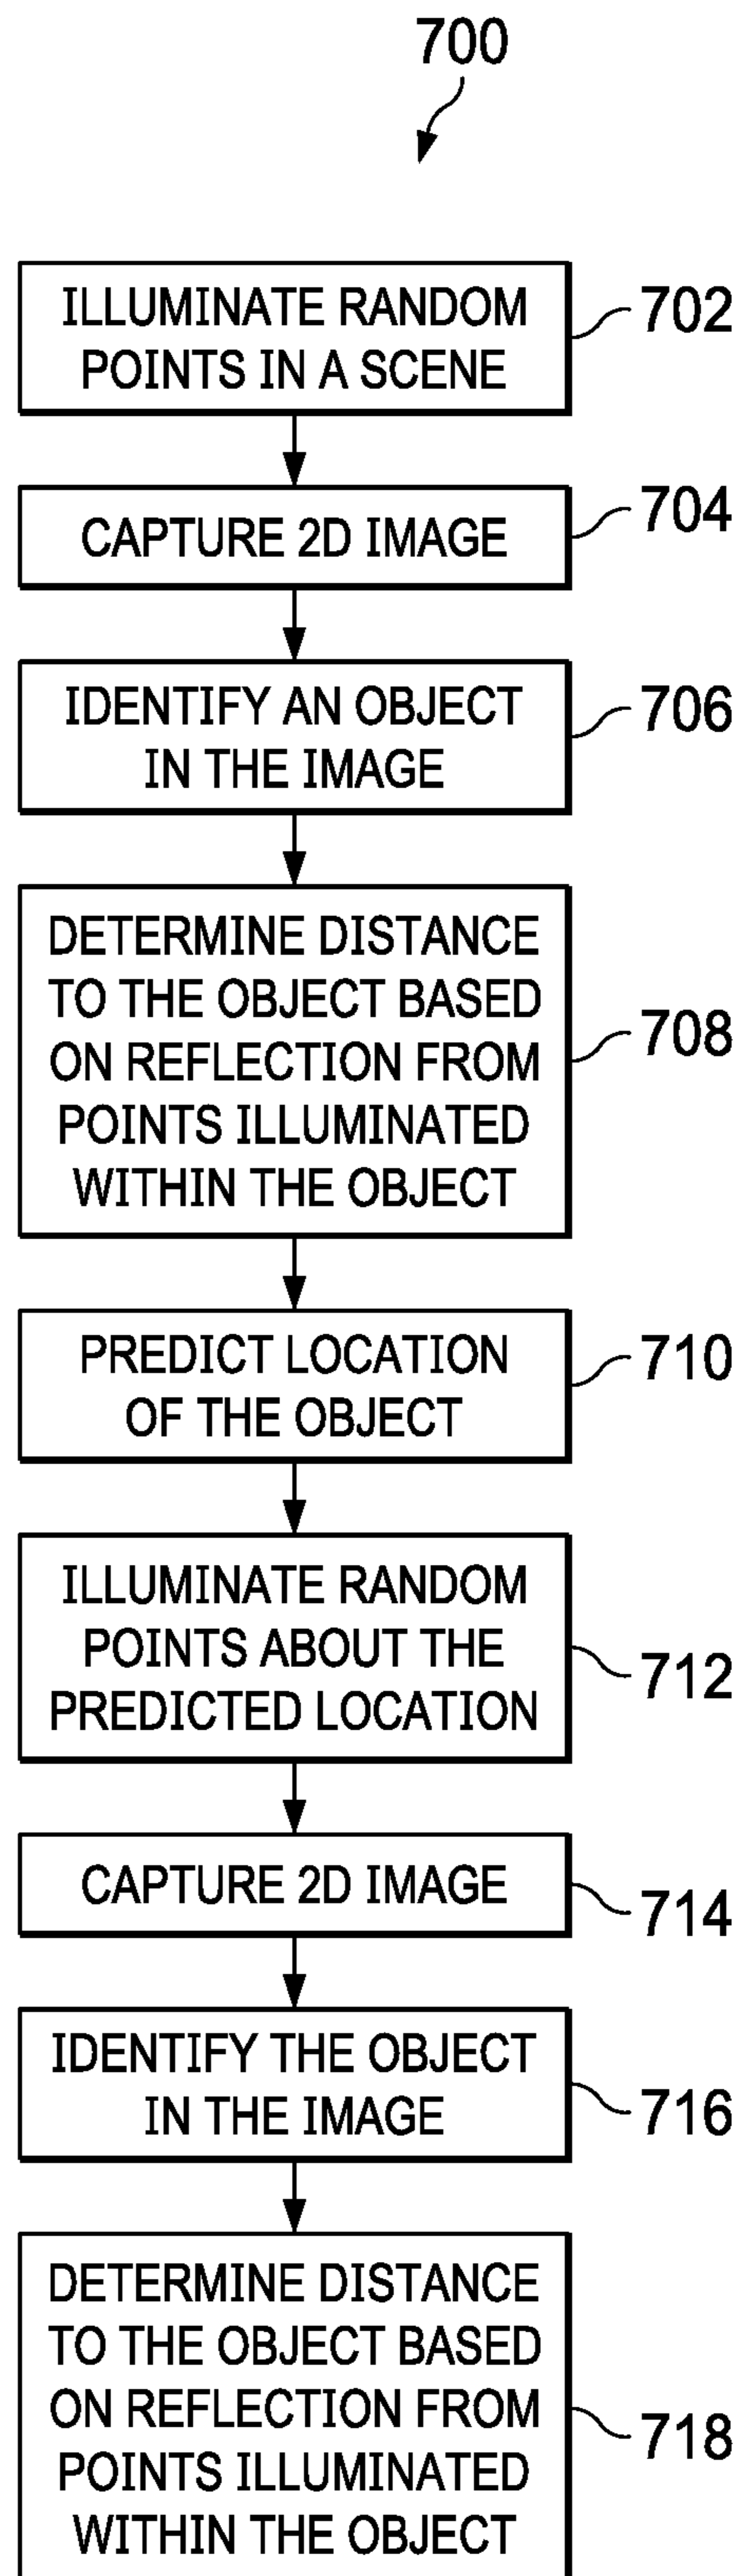 700
ILLUMINATE RANDOM
POINTS IN A SCENE
702
CAPTURE 2D IMAGE
704
IDENTIFY AN OBJECT
IN THE IMAGE
706
DETERMINE DISTANCE
TO THE OBJECT BASED
ON REFLECTION FROM
POINTS ILLUMINATED
WITHIN THE OBJECT
708
PREDICT LOCATION
OF THE OBJECT
710
ILLUMINATE RANDOM
POINTS ABOUT THE
PREDICTED LOCATION
712
CAPTURE 2D IMAGE
714
IDENTIFY THE OBJECT
IN THE IMAGE
716
DETERMINE DISTANCE
TO THE OBJECT BASED
ON REFLECTION FROM
POINTS ILLUMINATED
WITHIN THE OBJECT
718